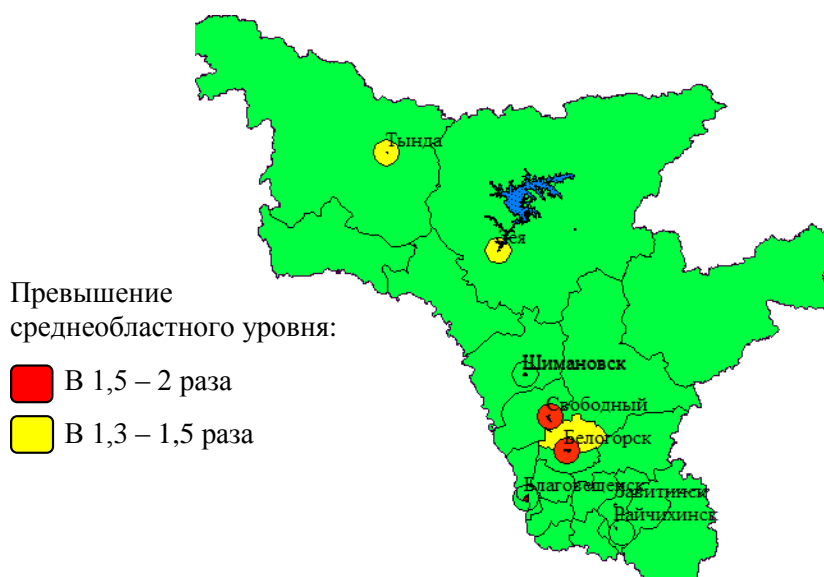 Тында
Зея
Превышение
среднеобластного уровня:
В 1,5 – 2 раза
В 1,3 – 1,5 раза
Шимановск
Свободный
Белогорск
Благовещенск
Завитинск
Райчихинск